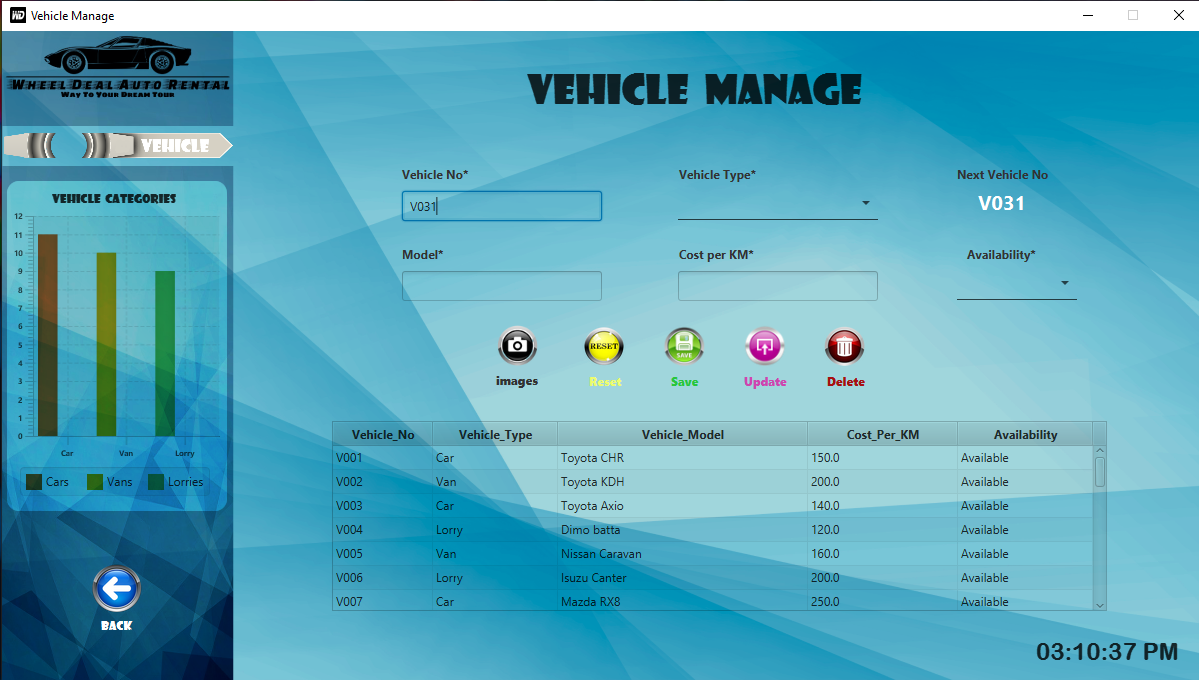 WD Vehicle Manage
WHEEL DEAL AUTO RENTAL
WAY TO YOUR DREAM TOUR
VEHICLE
VEHICLE CATEGORIES
12
11
10
9
8
7
6
5
4
3
2
1
0
Car Van Lorry
Cars Vans Lorries
BACK
VEHICLE MANAGE
Vehicle No* Vehicle Type* Next Vehicle No
V031 V031
Model* Cost per KM* Availability*
RESET SAVE
images Reset Save Update Delete
Vehicle_No Vehicle_Type Vehicle_Model Cost_Per_KM Availability
V001 Car Toyota CHR 150.0 Available
V002 Van Toyota KDH 200.0 Available
V003 Car Toyota Axio 140.0 Available
V004 Lorry Dimo batta 120.0 Available
V005 Van Nissan Caravan 160.0 Available
V006 Lorry Isuzu Canter 200.0 Available
V007 Car Mazda RX8 250.0 Available
03:10:37 PM